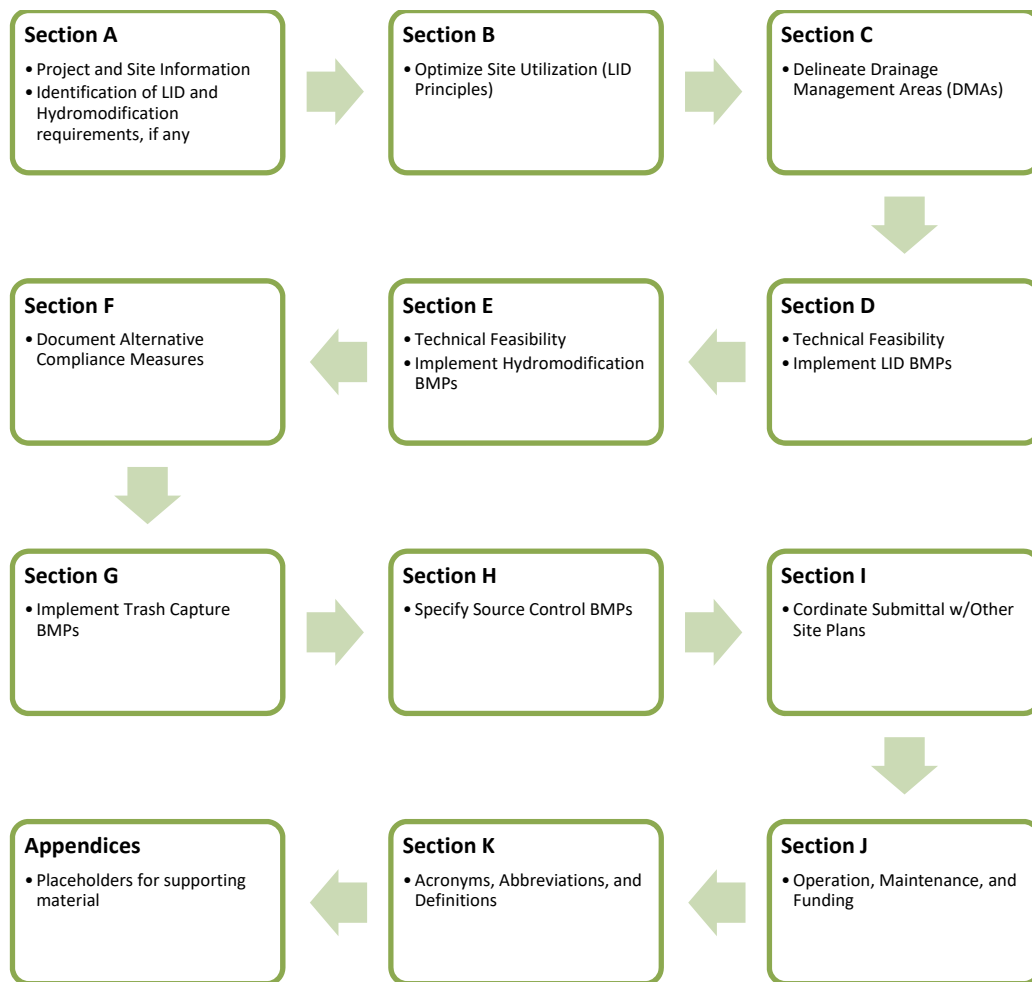 Section A
• Project and Site Information
• Identification of LID and
Hydromodification
requirements, if any
Section B
• Optimize Site Utilization (LID
Principles)
Section C
• Delineate Drainage
Management Areas (DMAs)
Section D
• Technical Feasibility
• Implement LID BMPs
Section E
• Technical Feasibility
• Implement Hydromodification
BMPs
Section F
• Document Alternative
Compliance Measures
Section G
• Implement Trash Capture
BMPs
Section H
• Specify Source Control BMPs
Section I
• Cordinate Submittal w/Other
Site Plans
Section J
• Operation, Maintenance, and
Funding
Section K
• Acronyms, Abbreviations, and
Definitions
Appendices
• Placeholders for supporting
material